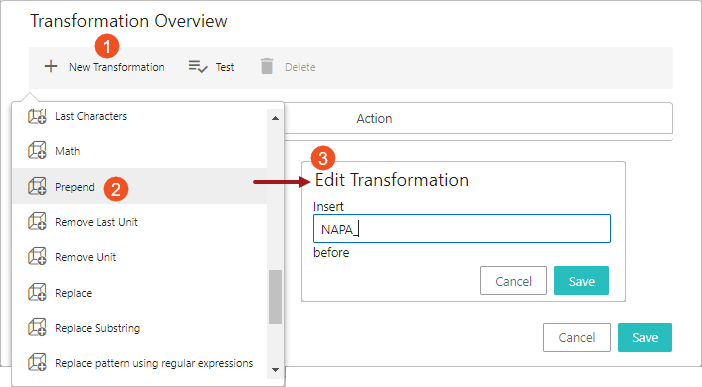 Transformation Overview
1
New Transformation Test Delete
Last Characters
Math
Prepend 2
Remove Last Unit
Remove Unit
Replace
Replace Substring
Replace pattern using regular expressions
Action
3
Edit Transformation
Insert
NAPA_
before
Cancel Save
Cancel Save